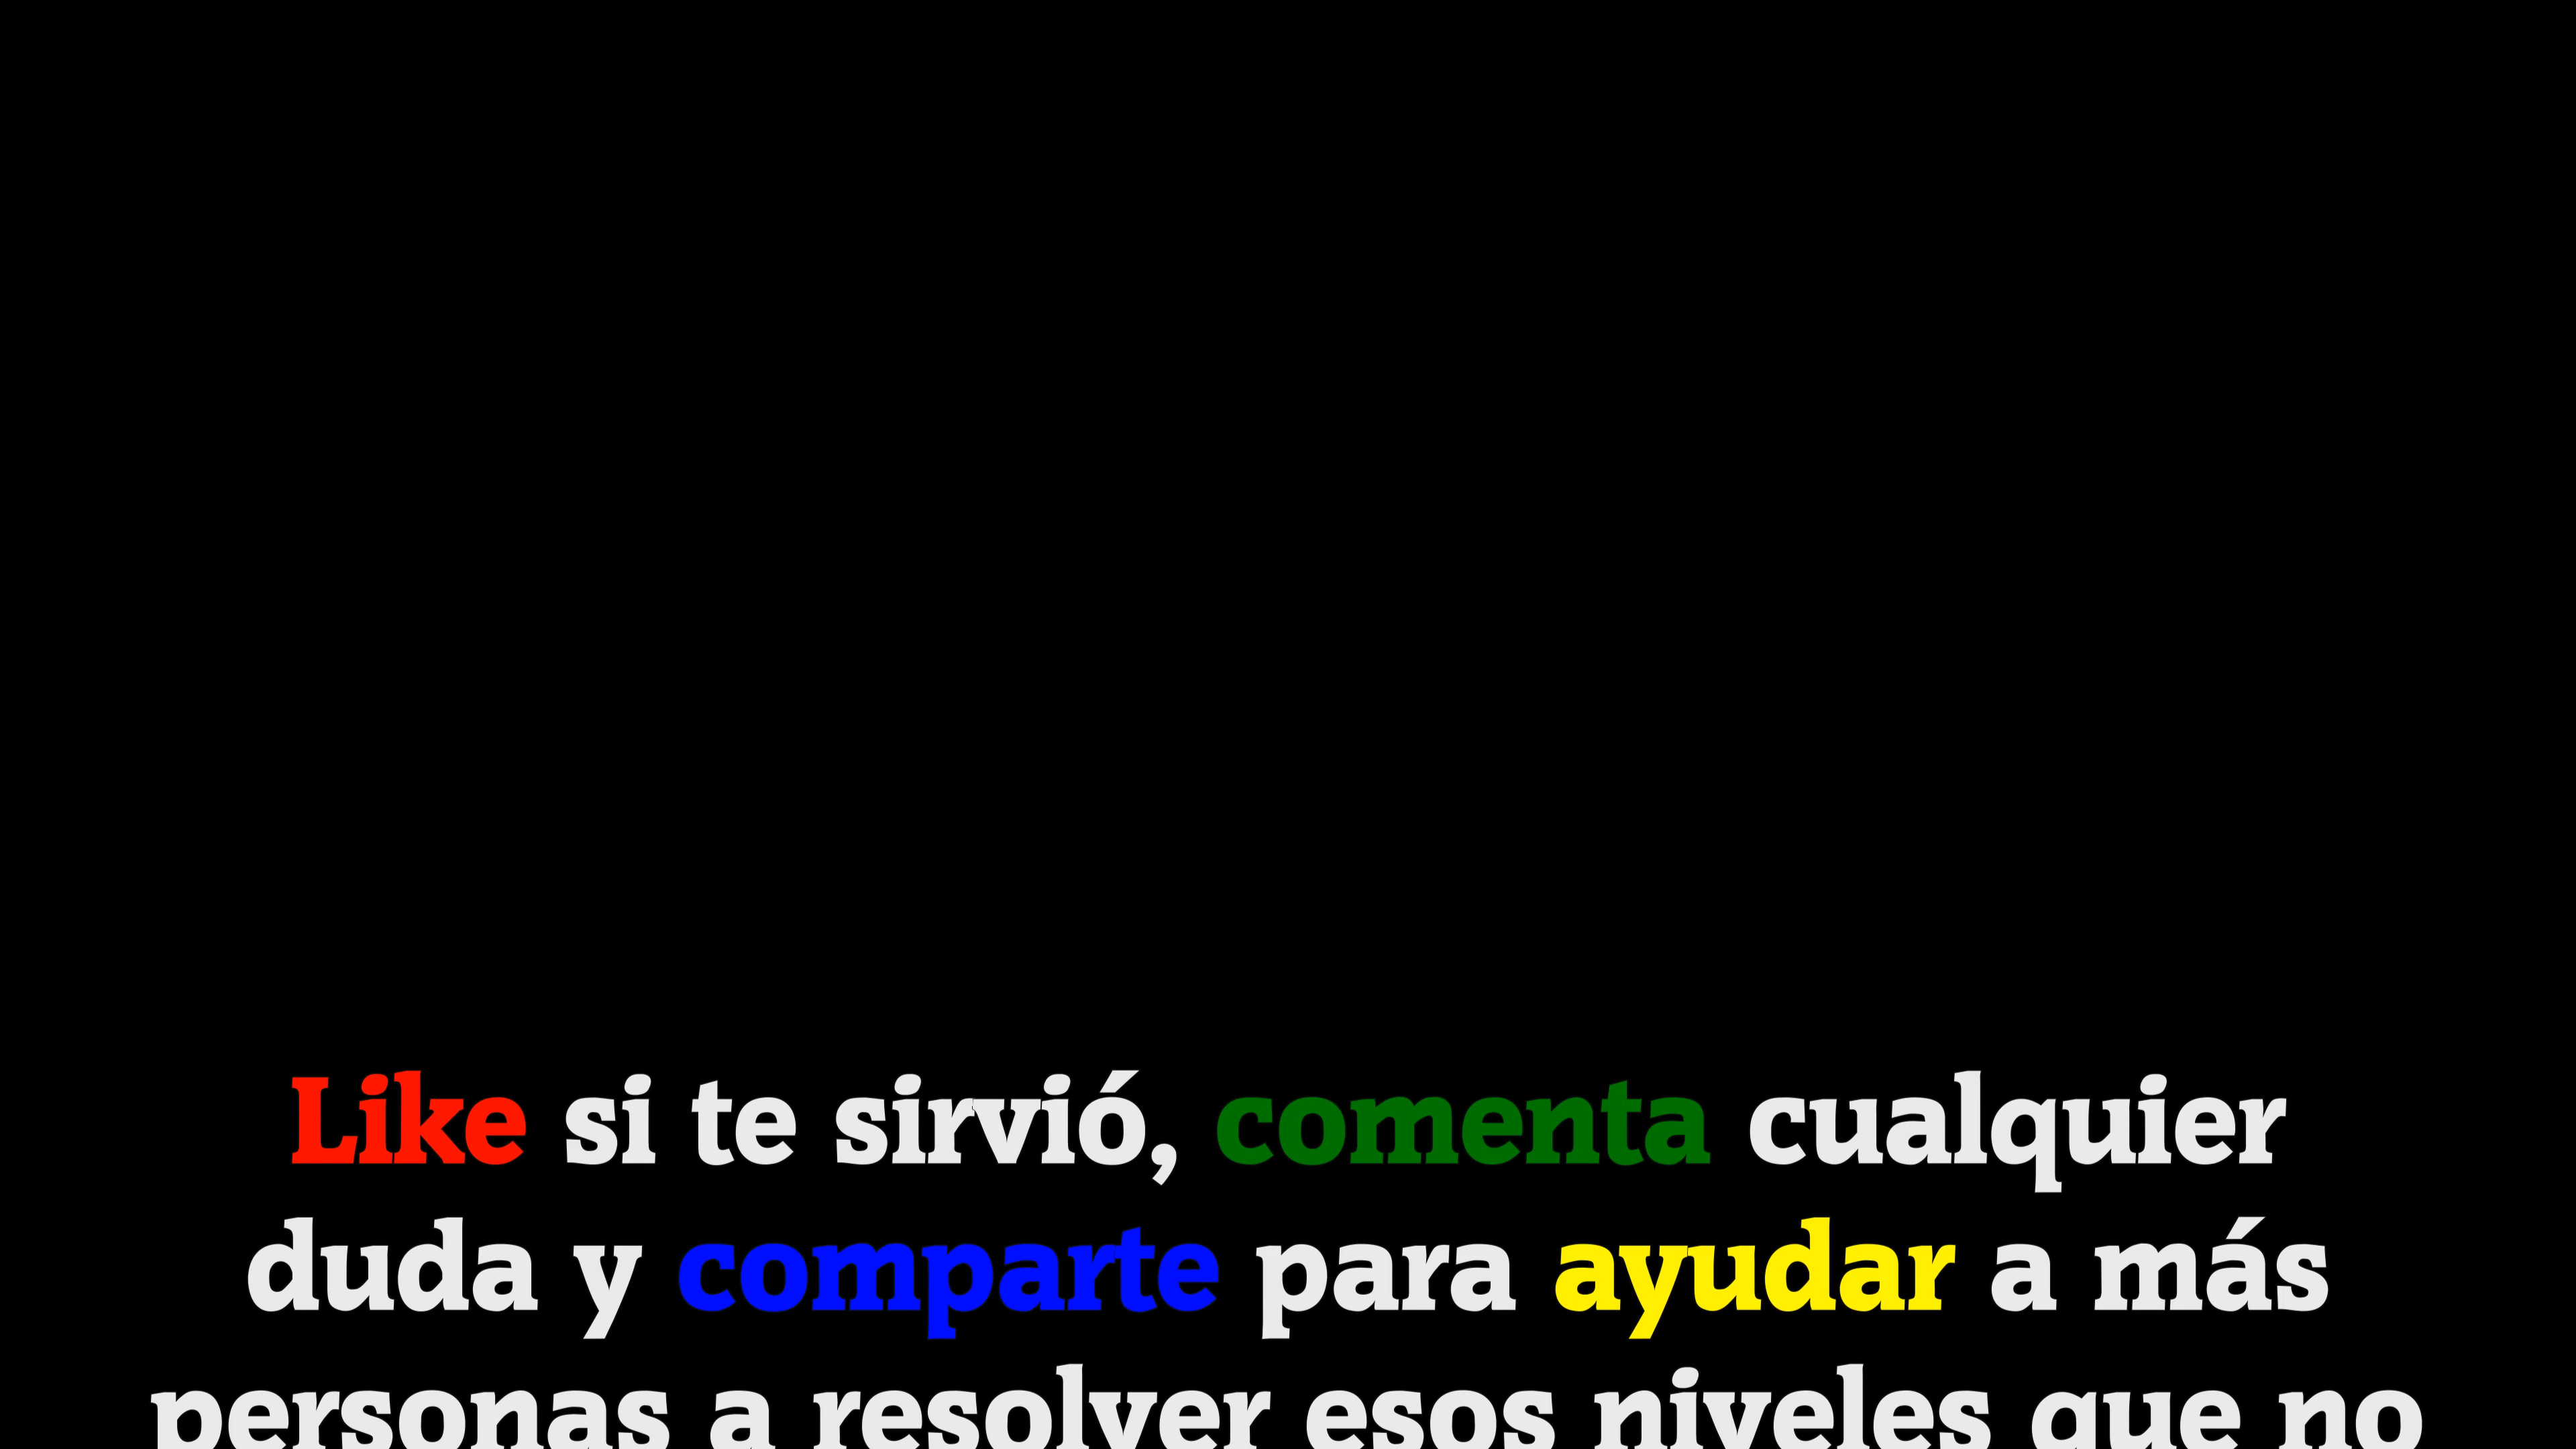 Like si te sirvió, comenta cualquier
duda y comparte para ayudar a más
personas a resolver esos niveles que no